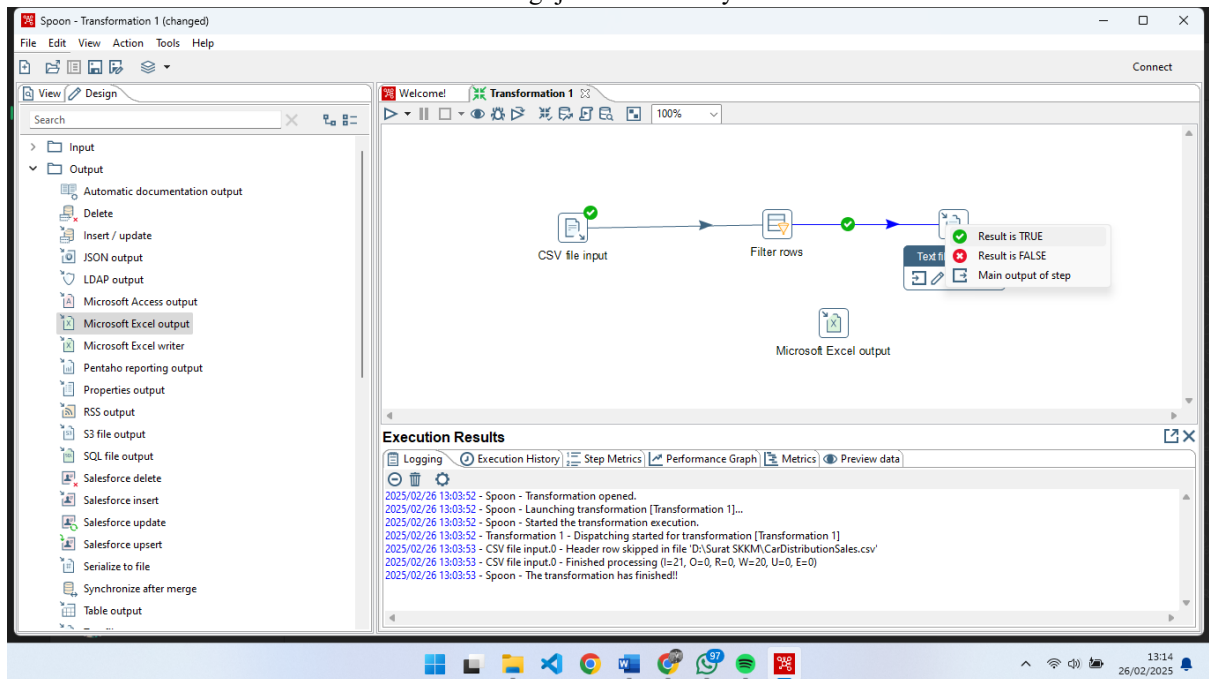 Spoon - Transformation 1 (changed)
File Edit View Action Tools Help
Connect
View Design
Search
Input
Output
Automatic documentation output
Delete
Insert / update
JSON output
LDAP output
Microsoft Access output
Microsoft Excel output
Microsoft Excel writer
Pentaho reporting output
Properties output
RSS output
S3 file output
SQL file output
Salesforce delete
Salesforce insert
Salesforce update
Salesforce upsert
Serialize to file
Synchronize after merge
Table output
Welcome! Transformation 1
100%
CSV file input
Filter rows
Text fi
Result is TRUE
Result is FALSE
Main output of step
Microsoft Excel output
Execution Results
Logging Execution History Step Metrics Performance Graph Metrics Preview data
2025/02/26 13:03:52 - Spoon - Transformation opened.
2025/02/26 13:03:52 - Spoon - Launching transformation [Transformation 1]...
2025/02/26 13:03:52 - Spoon - Started the transformation execution.
2025/02/26 13:03:52 - Transformation 1 - Dispatching started for transformation [Transformation 1]
2025/02/26 13:03:53 - CSV file input.0 - Header row skipped in file 'D:\Surat SKKM\CarDistributionSales.csv'
2025/02/26 13:03:53 - CSV file input.0 - Finished processing (I=21, O=0, R=0, W=20, U=0, E=0)
2025/02/26 13:03:53 - Spoon - The transformation has finished!!
97
13:14
26/02/2025